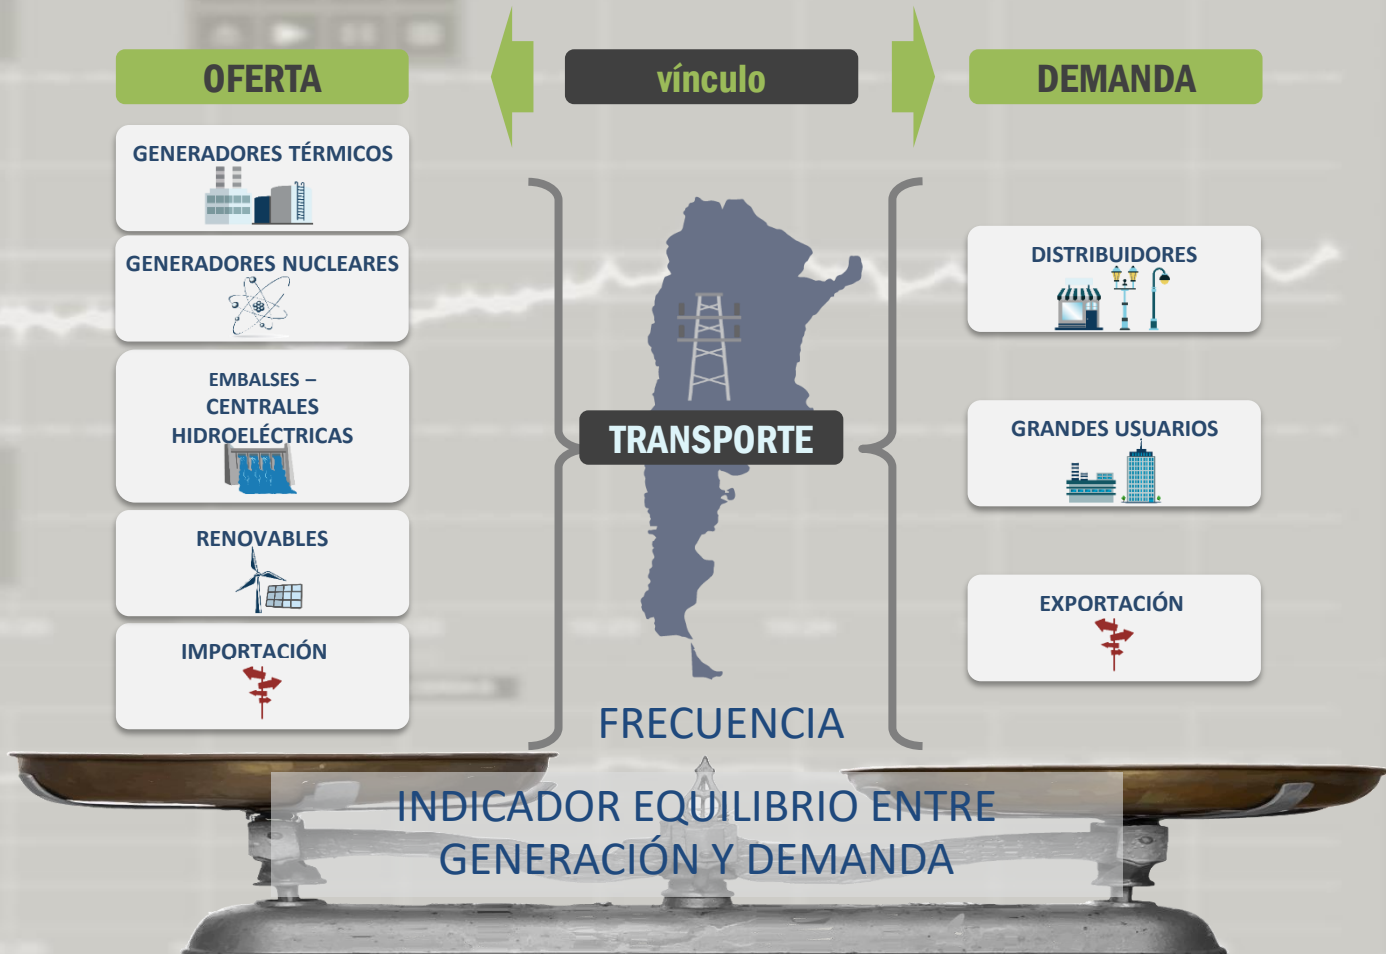 OFERTA
vínculo
DEMANDA
GENERADORES TÉRMICOS
GENERADORES NUCLEARES
EMBALSES –
CENTRALES
HIDROELÉCTRICAS
RENOVABLES
IMPORTACIÓN
TRANSPORTE
DISTRIBUIDORES
GRANDES USUARIOS
EXPORTACIÓN
FRECUENCIA
INDICADOR EQUILIBRIO ENTRE
GENERACIÓN Y DEMANDA